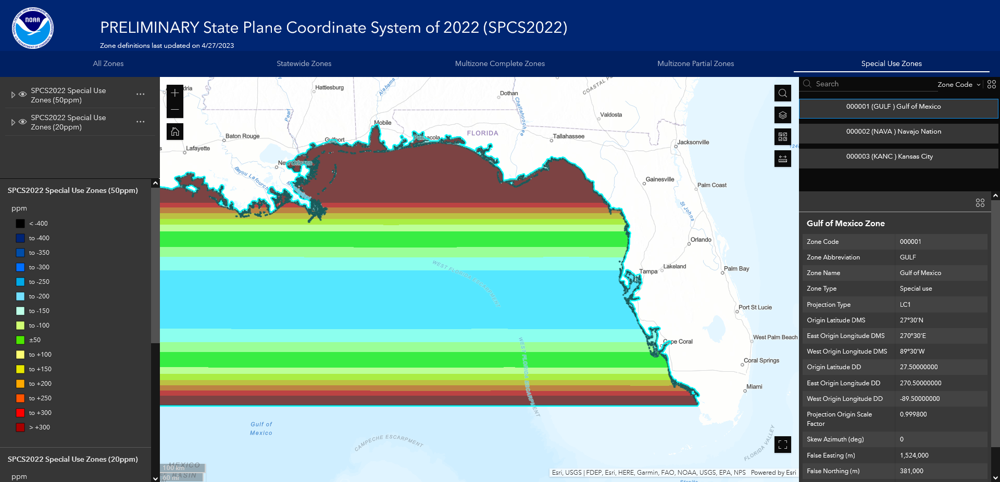 NOAA
PRELIMINARY State Plane Coordinate System of 2022 (SPCS2022)
Zone definitions last updated on 4/27/2023
All Zones
Statewide Zones
Multizone Complete Zones
Multizone Partial Zones
Special Use Zones
SPCS2022 Special Use
Zones (50ppm)
SPCS2022 Special Use
Zones (20ppm)
SPCS2022 Special Use Zones (50ppm)
ppm
< -400
to -400
to -350
to -300
to -250
to -200
to -150
to -100
±50
to +100
to +150
to +200
to +250
to +300
> +300
SPCS2022 Special Use Zones (20ppm)
ppm
Hattiesburg
Alabama
Dothan
COASTAL
Chattahoochee
Valdosta
Pearl
Mobile
Baton Rouge
Gulfport
Pensacola
FLORIDA
Tallahassee
Jacksonville
Lafayette
New Orleans
Bayou Lafourche
Gainesville
Palm Coast
St Johns
Orlando
Tampa
Lakeland
Palm Bay
WEST FLORIDA ESCARPMENT
Port St Lucie
Cape Coral
West Palm Beach
WEST FLORIDA ESCARPMENT
Coral Springs
Miami
Gulf of
Mexico
CAMPECHE ESCARPMENT
FLORIDA VALLEY
MEXICO
BASIN
100 km
60 mi
Esri, USGS | FDEP, Esri, HERE, Garmin, FAO, NOAA, USGS, EPA, NPS
Powered by Esri
Search
Zone Code
000001 (GULF ) Gulf of Mexico
000002 (NAVA ) Navajo Nation
000003 (KANC ) Kansas City
Gulf of Mexico Zone
Zone Code 000001
Zone Abbreviation GULF
Zone Name Gulf of Mexico
Zone Type Special use
Projection Type LC1
Origin Latitude DMS 27°30'N
East Origin Longitude DMS 270°30'E
West Origin Longitude DMS 89°30'W
Origin Latitude DD 27.50000000
East Origin Longitude DD 270.50000000
West Origin Longitude DD -89.50000000
Projection Origin Scale 0.999800
Factor
Skew Azimuth (deg) 0
False Easting (m) 1,524,000
False Northing (m) 381,000